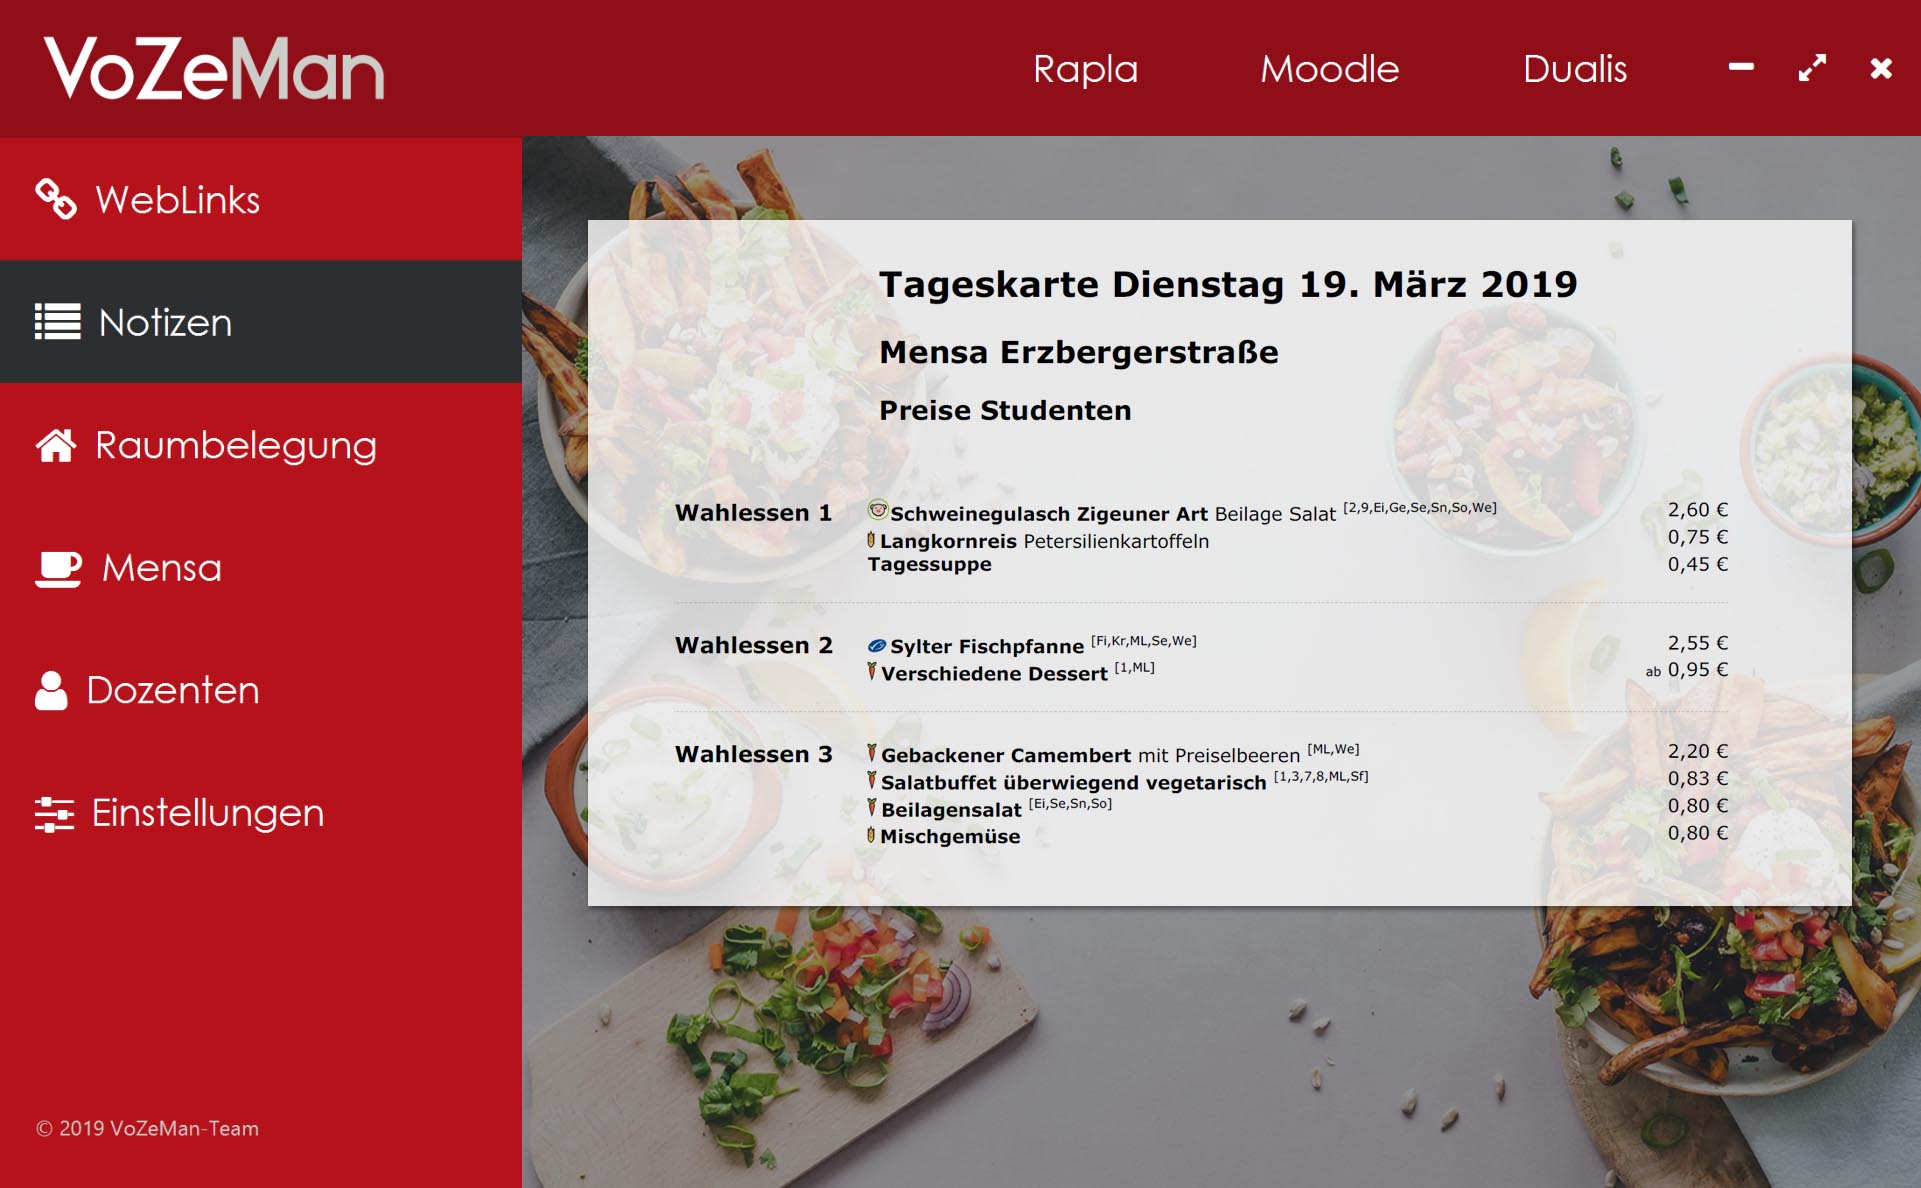 VoZeMan
Rapla
Moodle
Dualis
WebLinks
Notizen
Raumbelegung
Mensa
Dozenten
Einstellungen
© 2019 VoZeMan-Team
Tageskarte Dienstag 19. März 2019
Mensa Erzbergerstraße
Preise Studenten
Wahlessen 1 Schweinegulasch Zigeuner Art Beilage Salat [2,9,Ei,Ge,Se,Sn,So,We] 2,60 €
Langkornreis Petersilienkartoffeln 0,75 €
Tagessuppe 0,45 €
Wahlessen 2 Sylter Fischpfanne [Fi,Kr,ML,Se,We] 2,55 €
Verschiedene Dessert [1,ML] ab 0,95 €
Wahlessen 3 Gebackener Camembert mit Preiselbeeren [ML,We] 2,20 €
Salatbuffet überwiegend vegetarisch [1,3,7,8,ML,Sf] 0,83 €
Beilagensalat [Ei,Se,Sn,So] 0,80 €
Mischgemüse 0,80 €